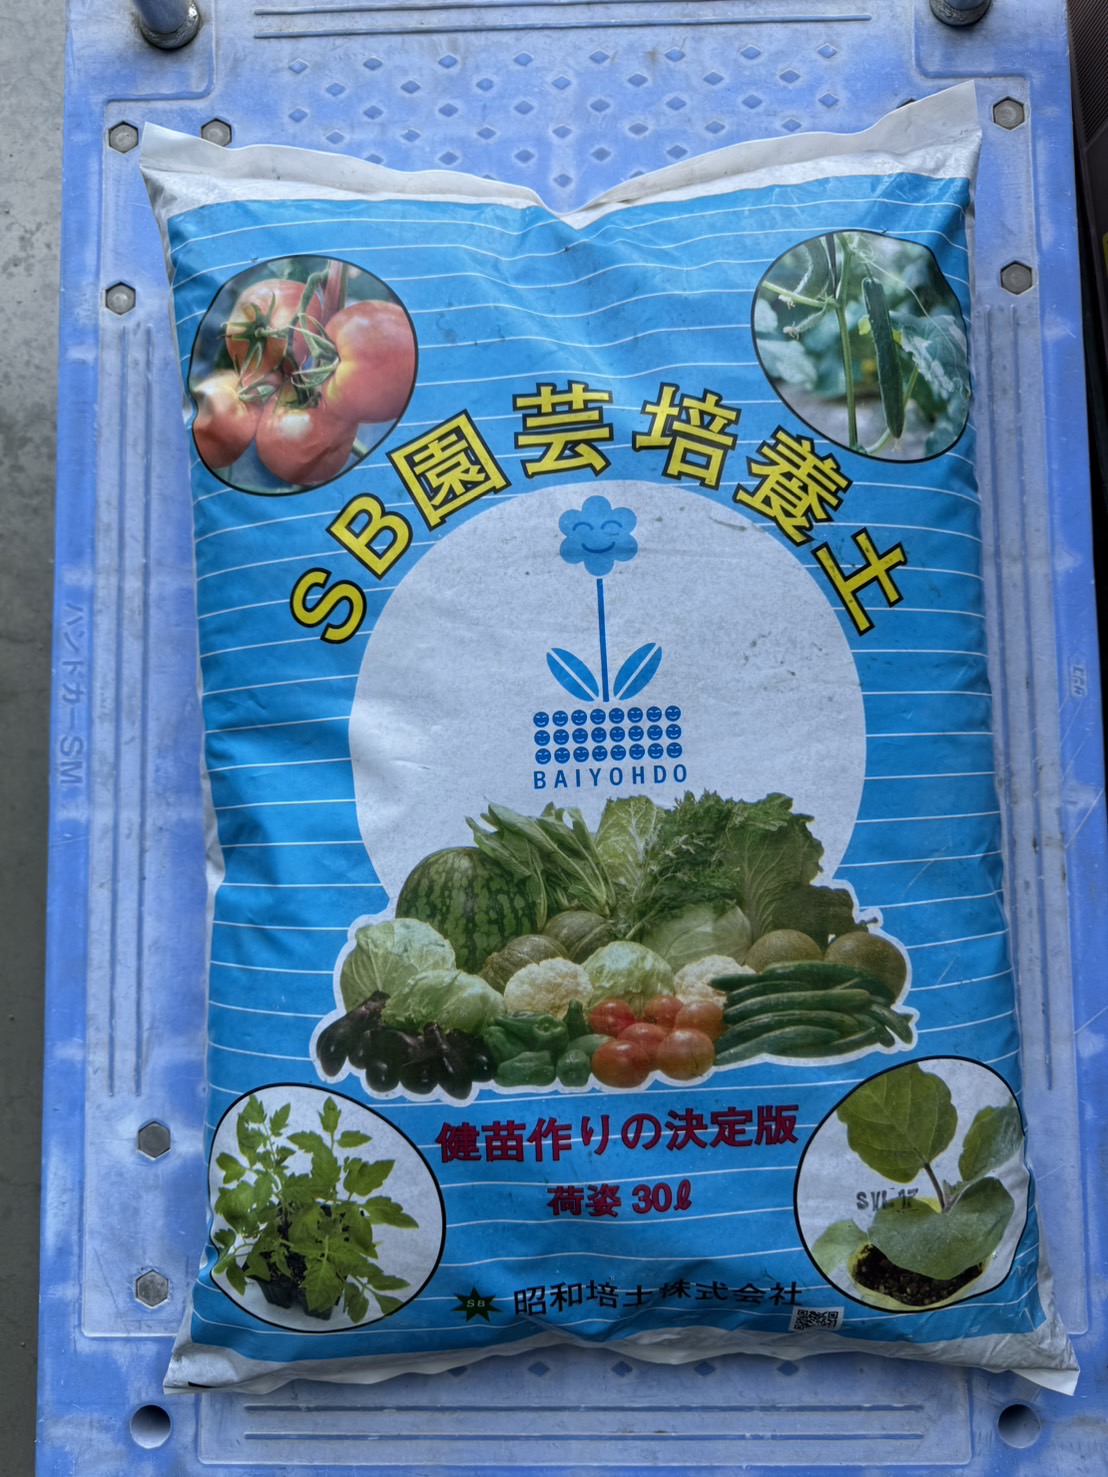 SB園芸培養土
BAIYOHDO
健苗作りの決定版
荷姿 30ℓ
SB 昭和培土株式会社
ハンドカーSM